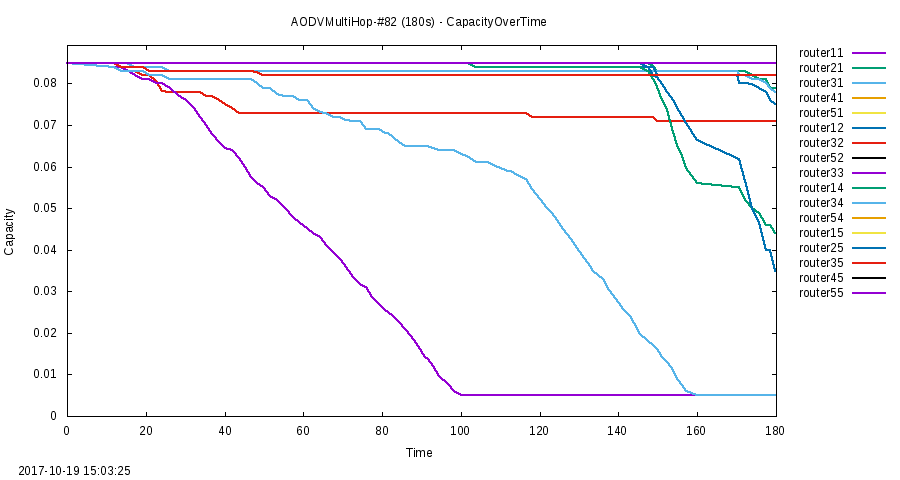 AODVMultiHop-#82 (180s) - CapacityOverTime
router11
router21
router31
router41
router51
router12
router32
router52
router33
router14
router34
router54
router15
router25
router35
router45
router55
Capacity
0.08
0.07
0.06
0.05
0.04
0.03
0.02
0.01
0
0 20 40 60 80 100 120 140 160 180
Time
2017-10-19 15:03:25